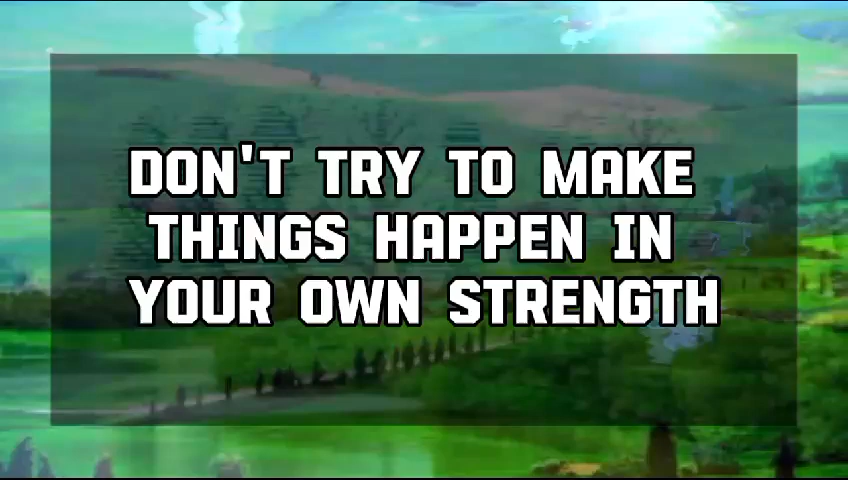 DON'T TRY TO MAKE
THINGS HAPPEN IN
YOUR OWN STRENGTH